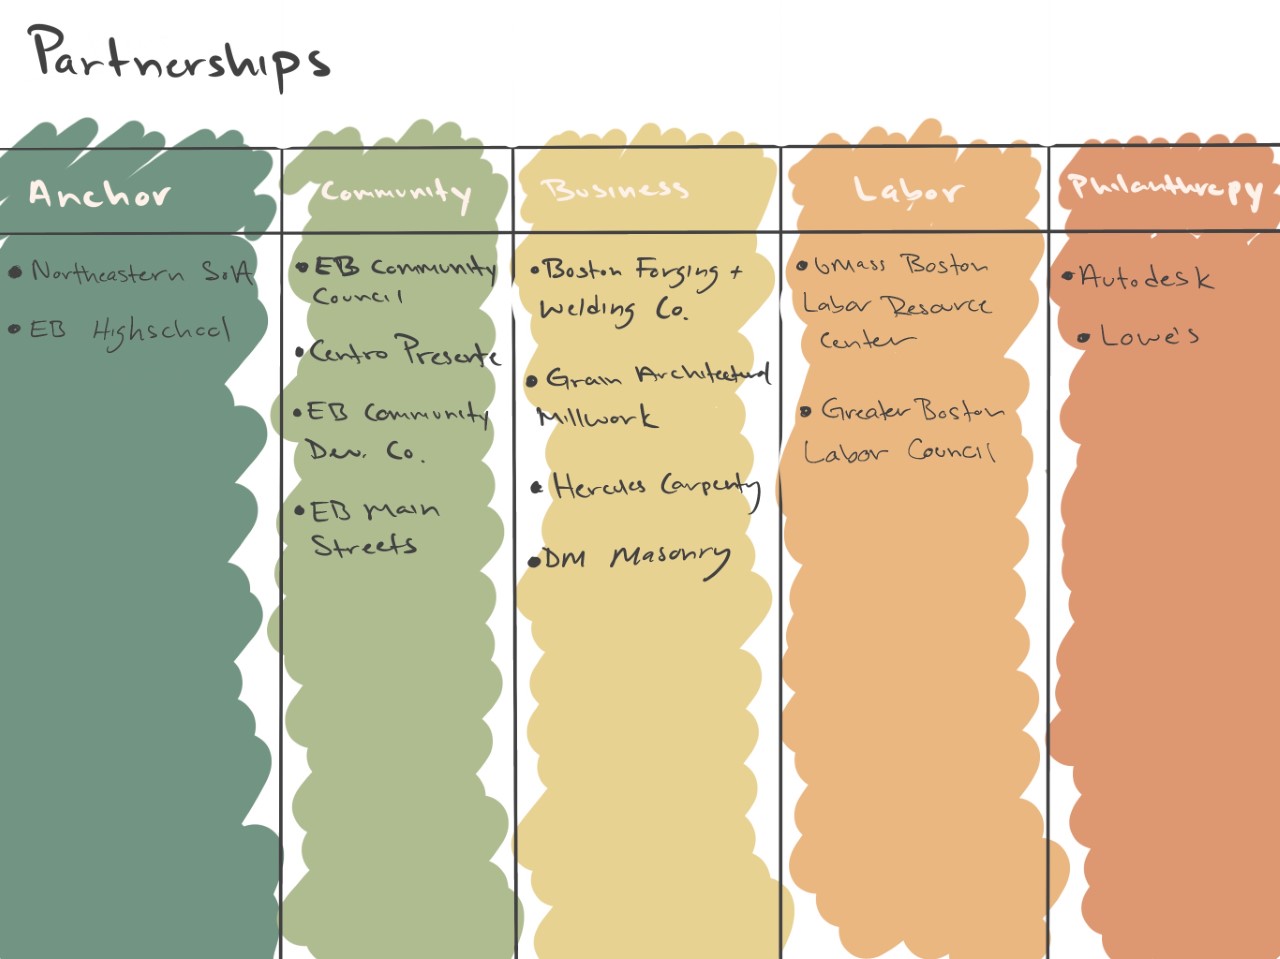 Partnerships
Anchor
• Northeastern SoA
• EB Highschool
Community
• EB Community
Council
• Centro Presente
• EB Community
Dev. Co.
• EB Main
Streets
Business
• Boston Forging +
Welding Co.
• Grain Architectural
Millwork
• Hercules Carpenty
• DM Masonry
Labor
• UMass Boston
Labor Resource
Center
• Greater Boston
Labor Council
Philanthropy
• Autodesk
• Lowe's